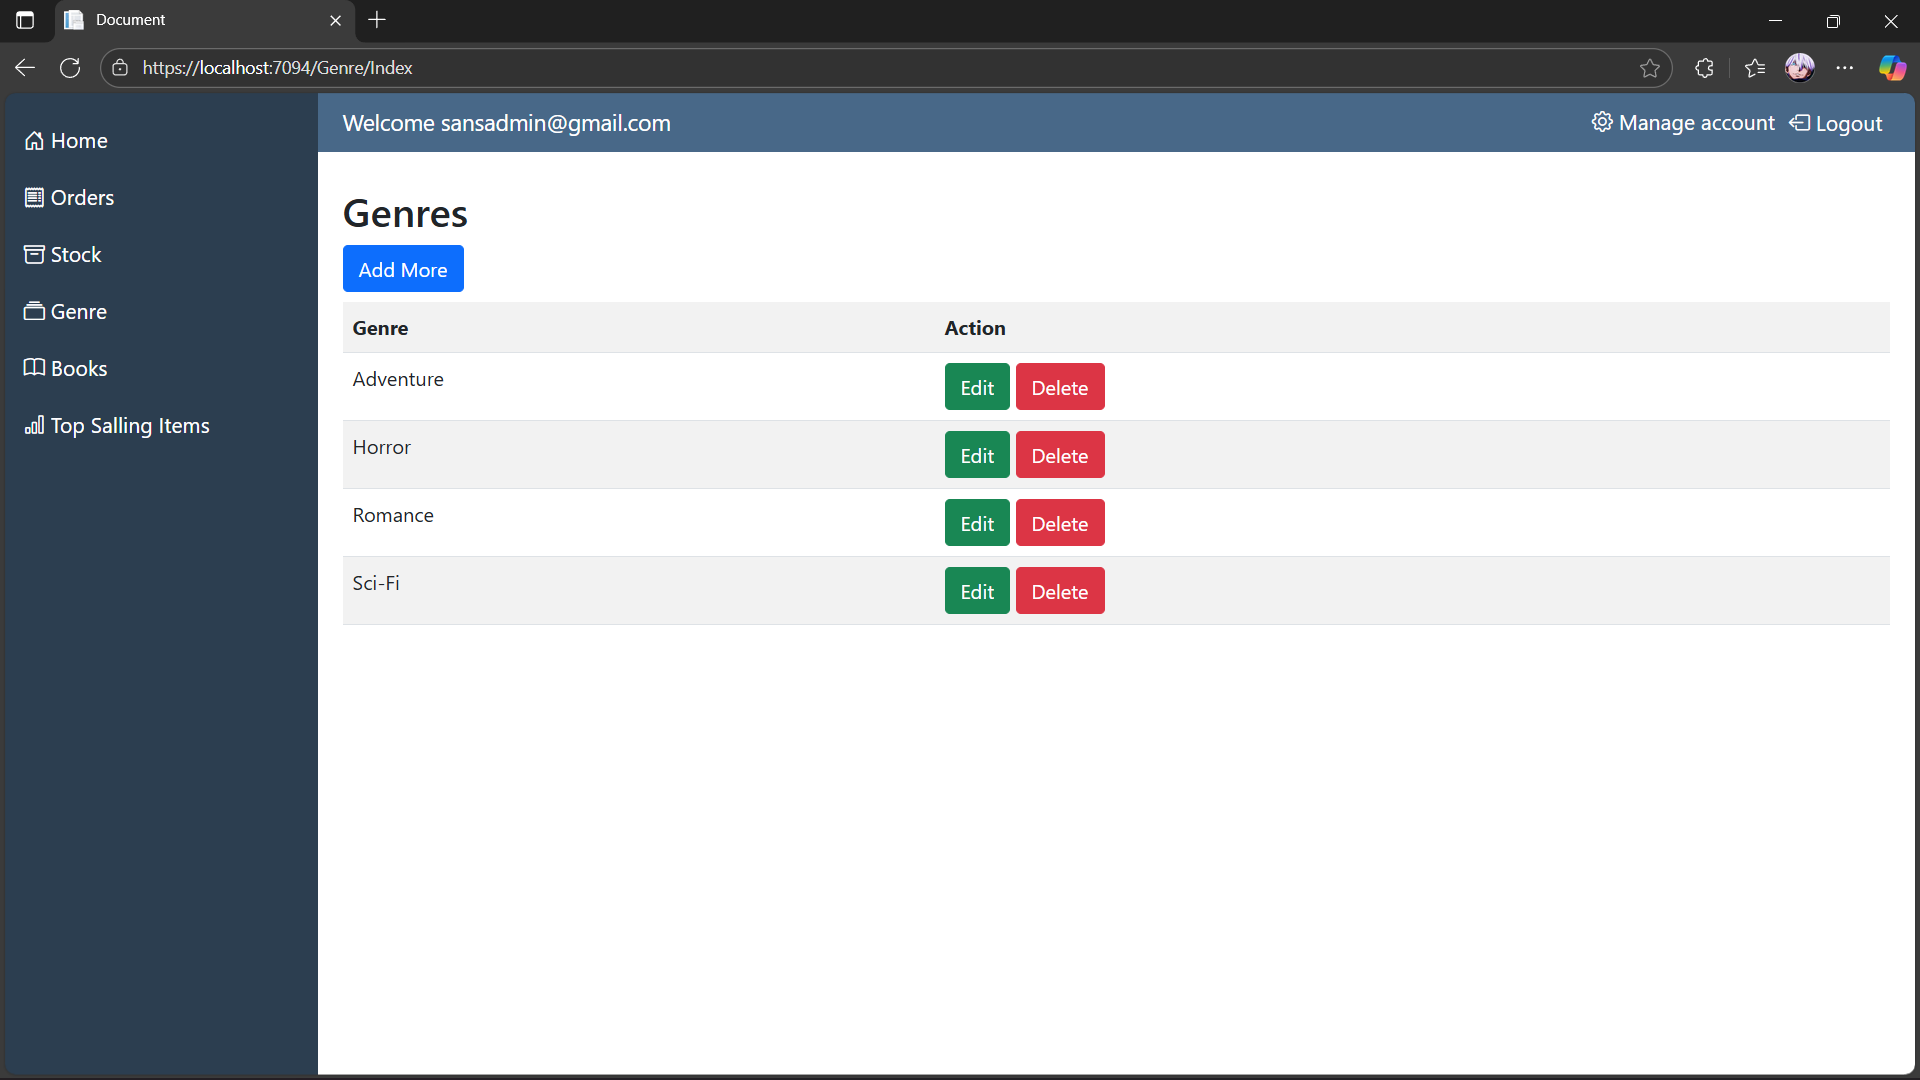 Document
https://localhost:7094/Genre/Index
Welcome sansadmin@gmail.com
Manage account
Logout
Home
Orders
Stock
Genre
Books
Top Salling Items
Genres
Add More
Genre Action
Adventure Edit Delete
Horror Edit Delete
Romance Edit Delete
Sci-Fi Edit Delete